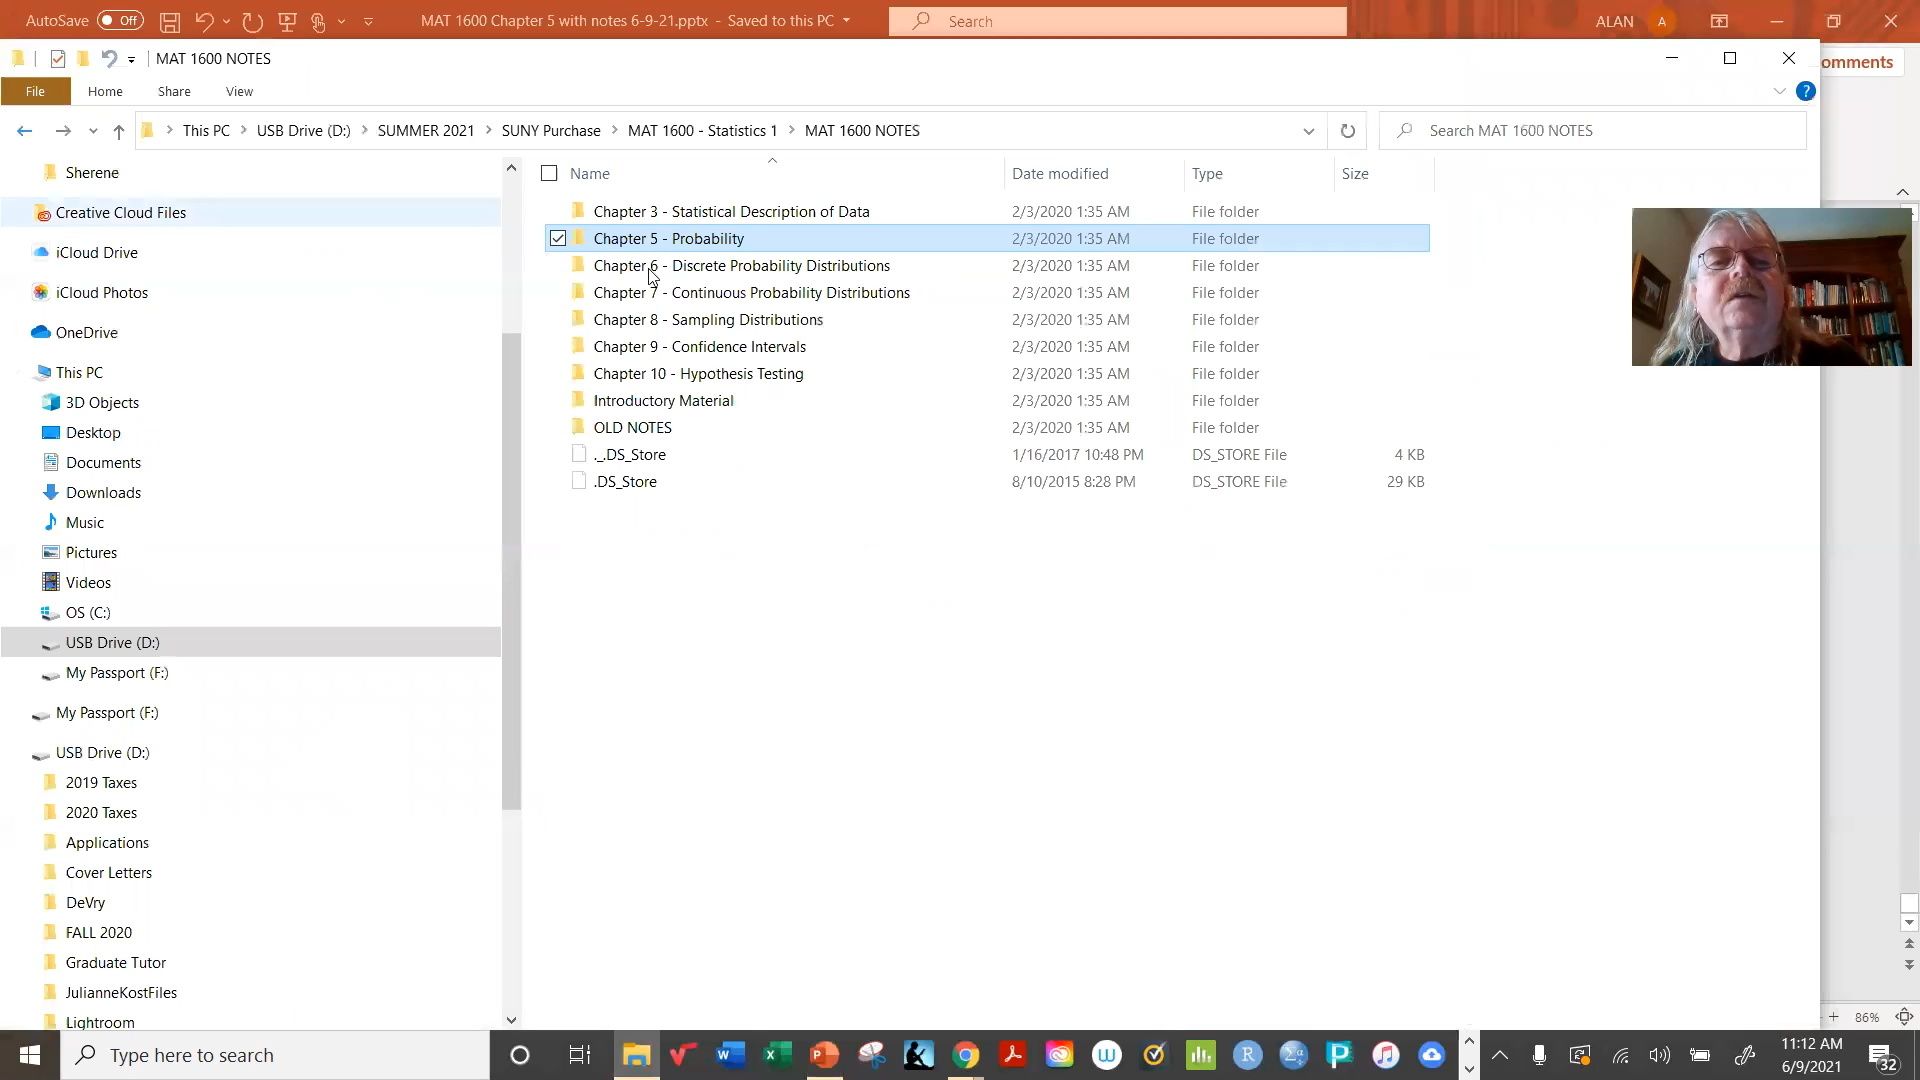 AutoSave Off MAT 1600 Chapter 5 with notes 6-9-21.pptx - Saved to this PC Search ALAN A
MAT 1600 NOTES
omments
File Home Share View ?
This PC USB Drive (D:) SUMMER 2021 SUNY Purchase MAT 1600 - Statistics 1 MAT 1600 NOTES Search MAT 1600 NOTES
Name Date modified Type Size
Sherene
Creative Cloud Files
iCloud Drive
iCloud Photos
OneDrive
This PC
3D Objects
Desktop
Documents
Downloads
Music
Pictures
Videos
OS (C:)
USB Drive (D:)
My Passport (F:)
My Passport (F:)
USB Drive (D:)
2019 Taxes
2020 Taxes
Applications
Cover Letters
DeVry
FALL 2020
Graduate Tutor
JulianneKostFiles
Lightroom
Chapter 3 - Statistical Description of Data 2/3/2020 1:35 AM File folder
Chapter 5 - Probability 2/3/2020 1:35 AM File folder
Chapter 6 - Discrete Probability Distributions 2/3/2020 1:35 AM File folder
Chapter 7 - Continuous Probability Distributions 2/3/2020 1:35 AM File folder
Chapter 8 - Sampling Distributions 2/3/2020 1:35 AM File folder
Chapter 9 - Confidence Intervals 2/3/2020 1:35 AM File folder
Chapter 10 - Hypothesis Testing 2/3/2020 1:35 AM File folder
Introductory Material 2/3/2020 1:35 AM File folder
OLD NOTES 2/3/2020 1:35 AM File folder
._.DS_Store 1/16/2017 10:48 PM DS_STORE File 4 KB
.DS_Store 8/10/2015 8:28 PM DS_STORE File 29 KB
86%
Type here to search
11:12 AM
6/9/2021
32